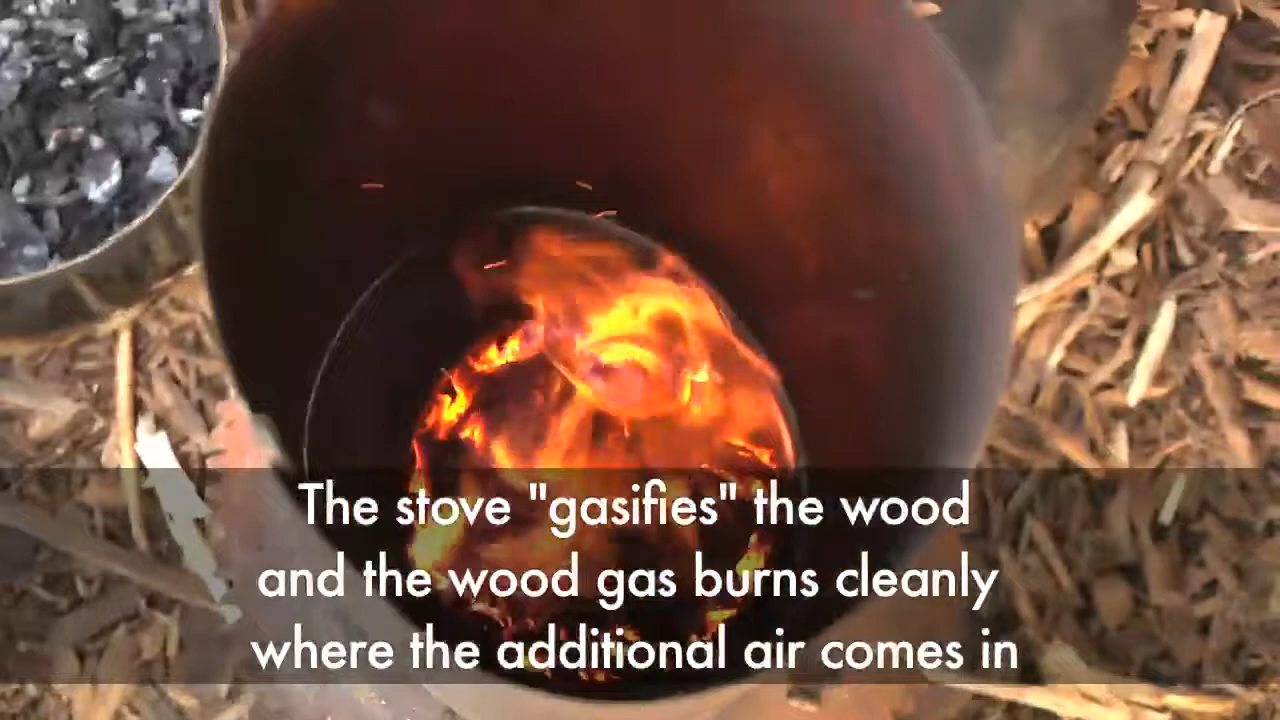 The stove "gasifies" the wood
and the wood gas burns cleanly
where the additional air comes in